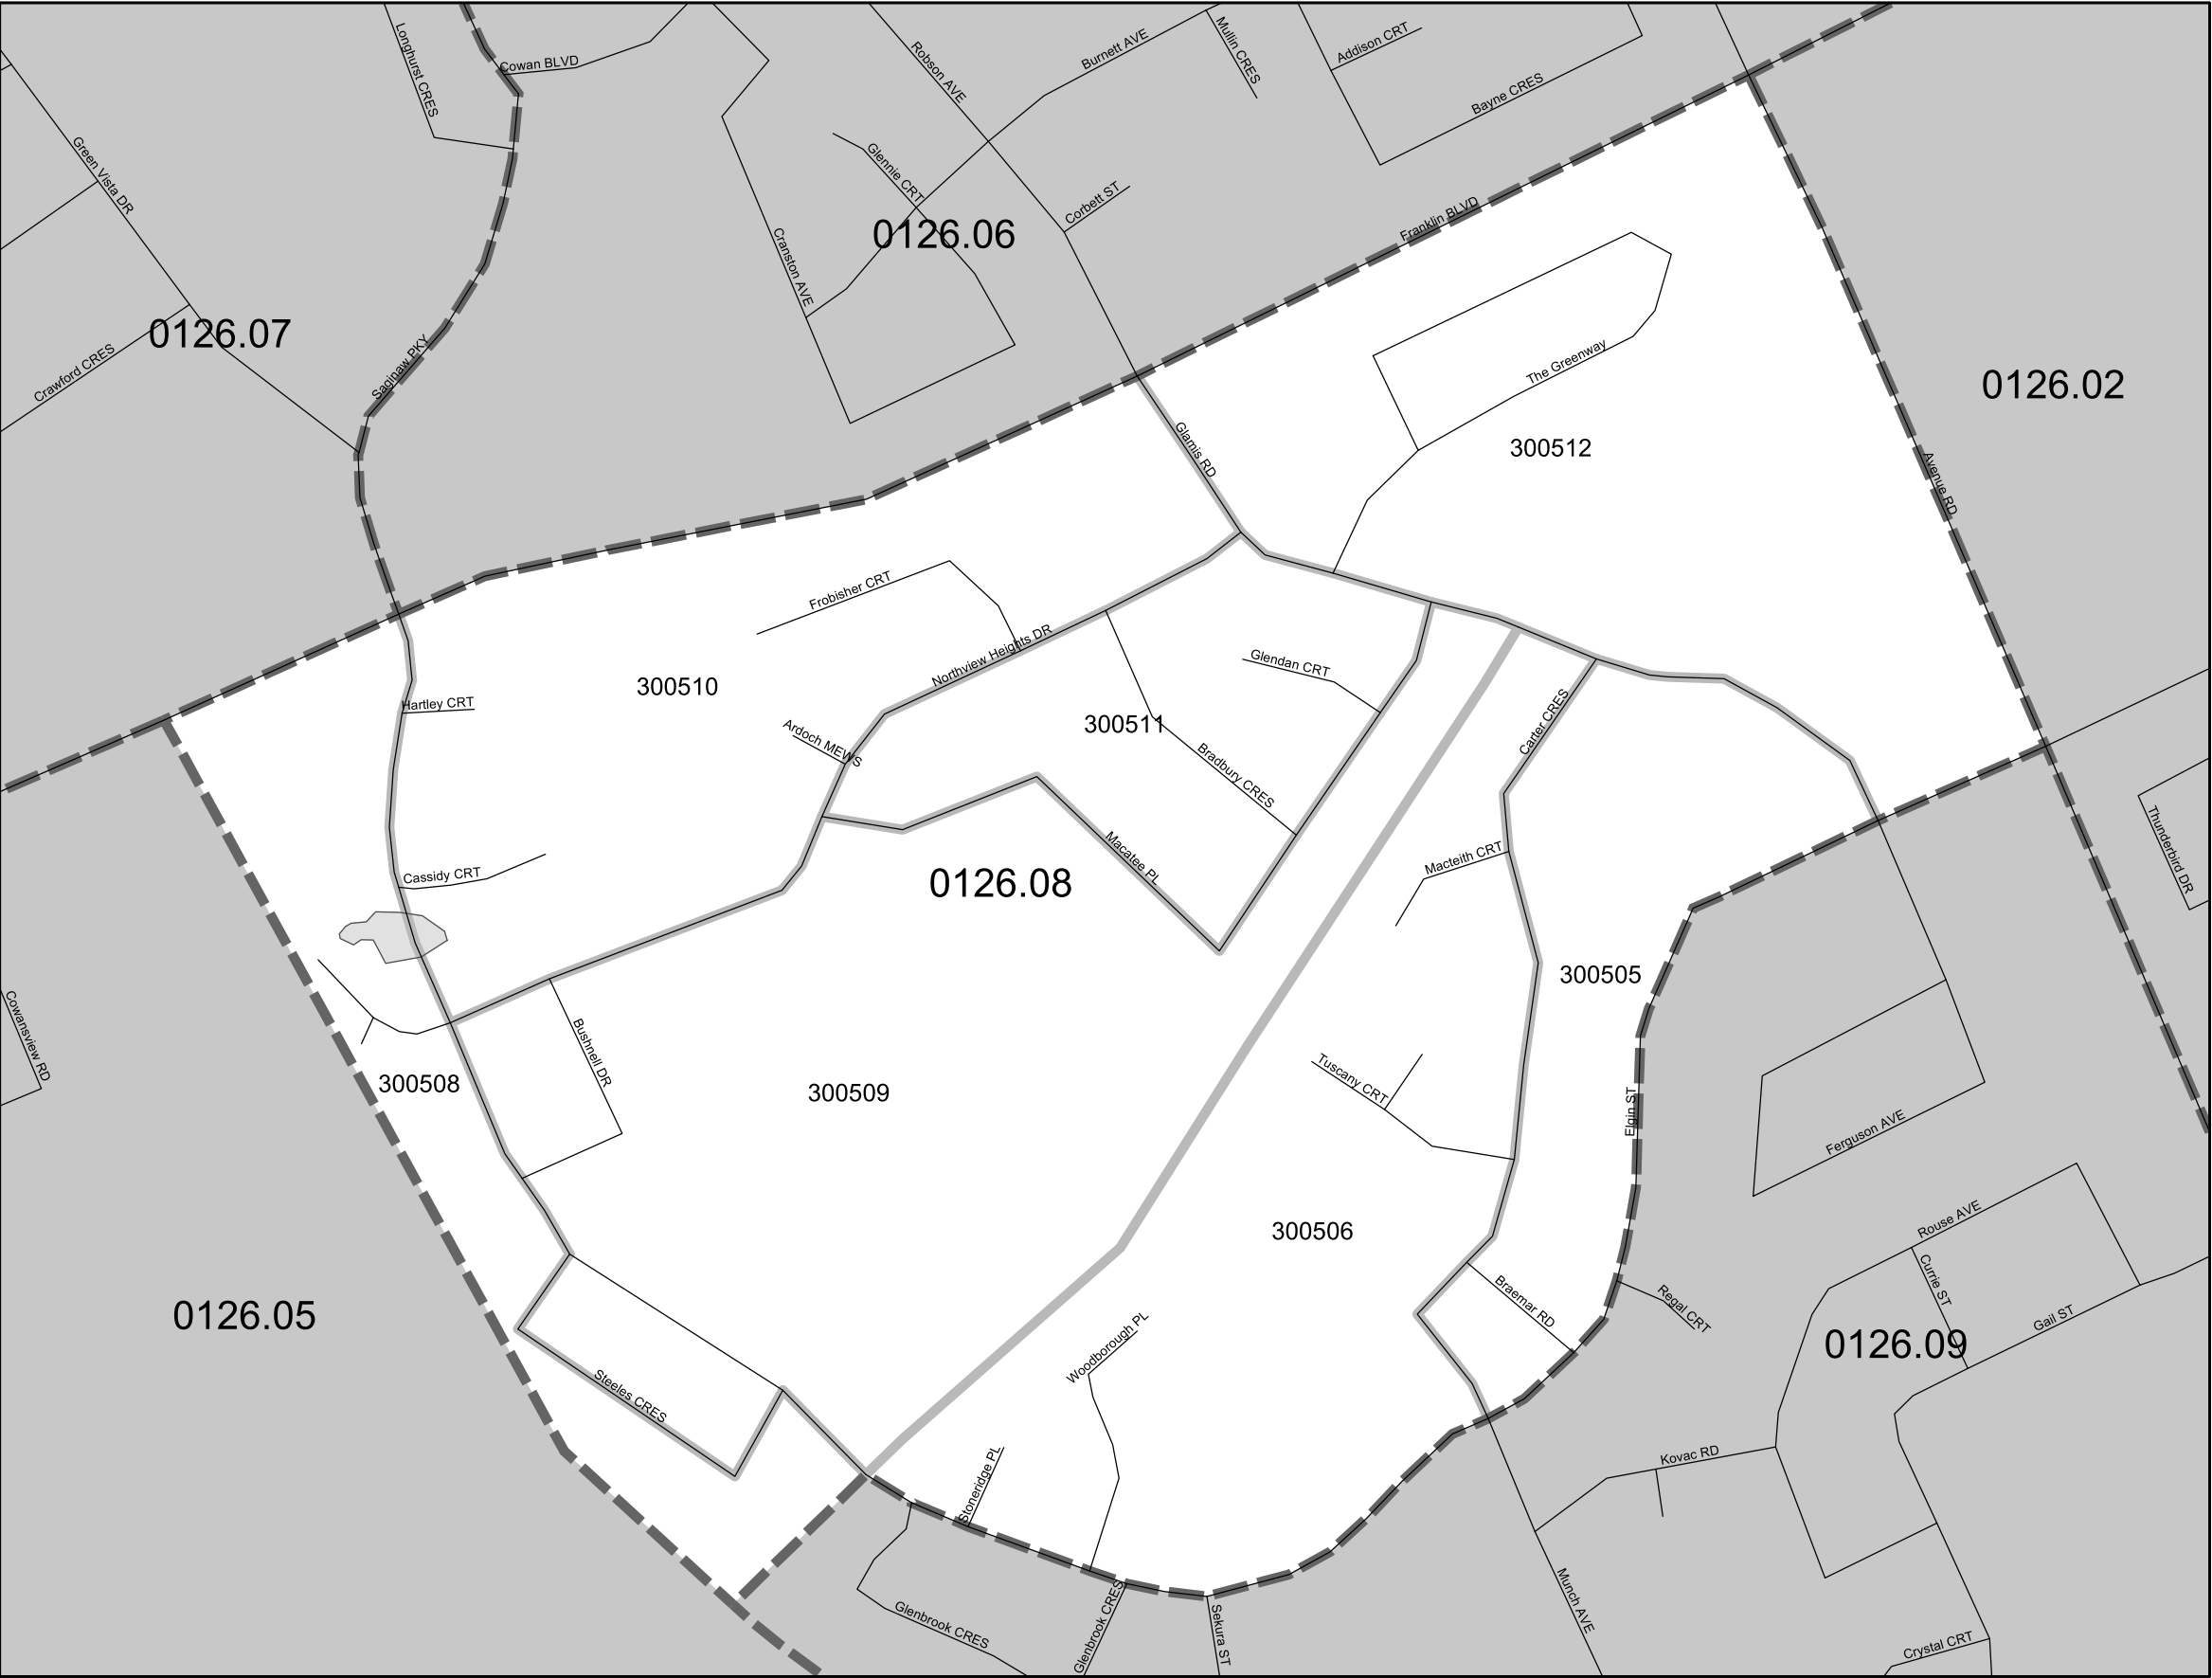 Longhurst CRES
Cowan BLVD
Robson AVE
Burnett AVE
Mullin CRES
Addison CRT
Bayne CRES
Green Vista DR
Glennie CRT
Corbett ST
Cranston AVE
0126.06
Franklin BLVD
0126.07
Crawford CRES
Saginaw PKY
The Greenway
0126.02
Glamis RD
300512
Avenue RD
Frobisher CRT
Northview Heights DR
Glendan CRT
300510
Hartley CRT
Ardoch MEWS
300511
Carter CRES
Bradbury CRES
Thunderbird DR
Macatee PL
Macteith CRT
Cassidy CRT
0126.08
300505
Cowansview RD
Bushnell DR
300508
300509
Tuscany CRT
Elgin ST
Ferguson AVE
300506
Rouse AVE
Currie ST
Regal CRT
Braemar RD
Gail ST
0126.05
0126.09
Woodborough PL
Steeles CRES
Stoneridge PL
Kovac RD
Munch AVE
Glenbrook CRES
Glenbrook CRES
Sekura ST
Crystal CRT